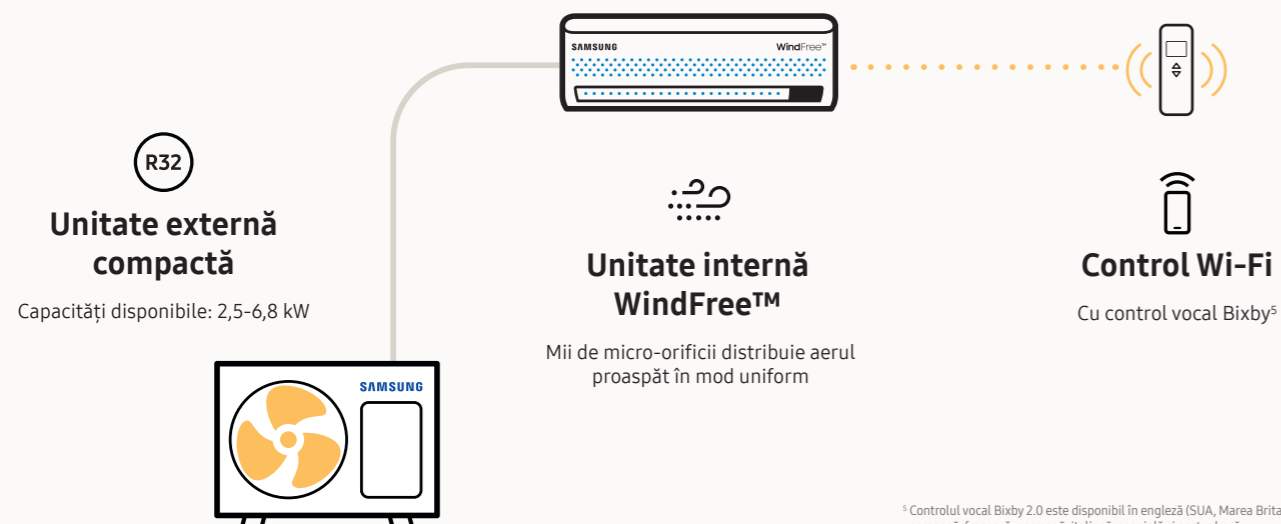 SAMSUNG
WindFree™
R32
Unitate externă
compactă
Capacități disponibile: 2,5-6,8 kW
SAMSUNG
Unitate internă
WindFree™
Mii de micro-orificii distribuie aerul
proaspăt în mod uniform
Control Wi-Fi
Cu control vocal Bixby⁵
⁵ Controlul vocal Bixby 2.0 este disponibil în engleză (SUA, Marea Brita